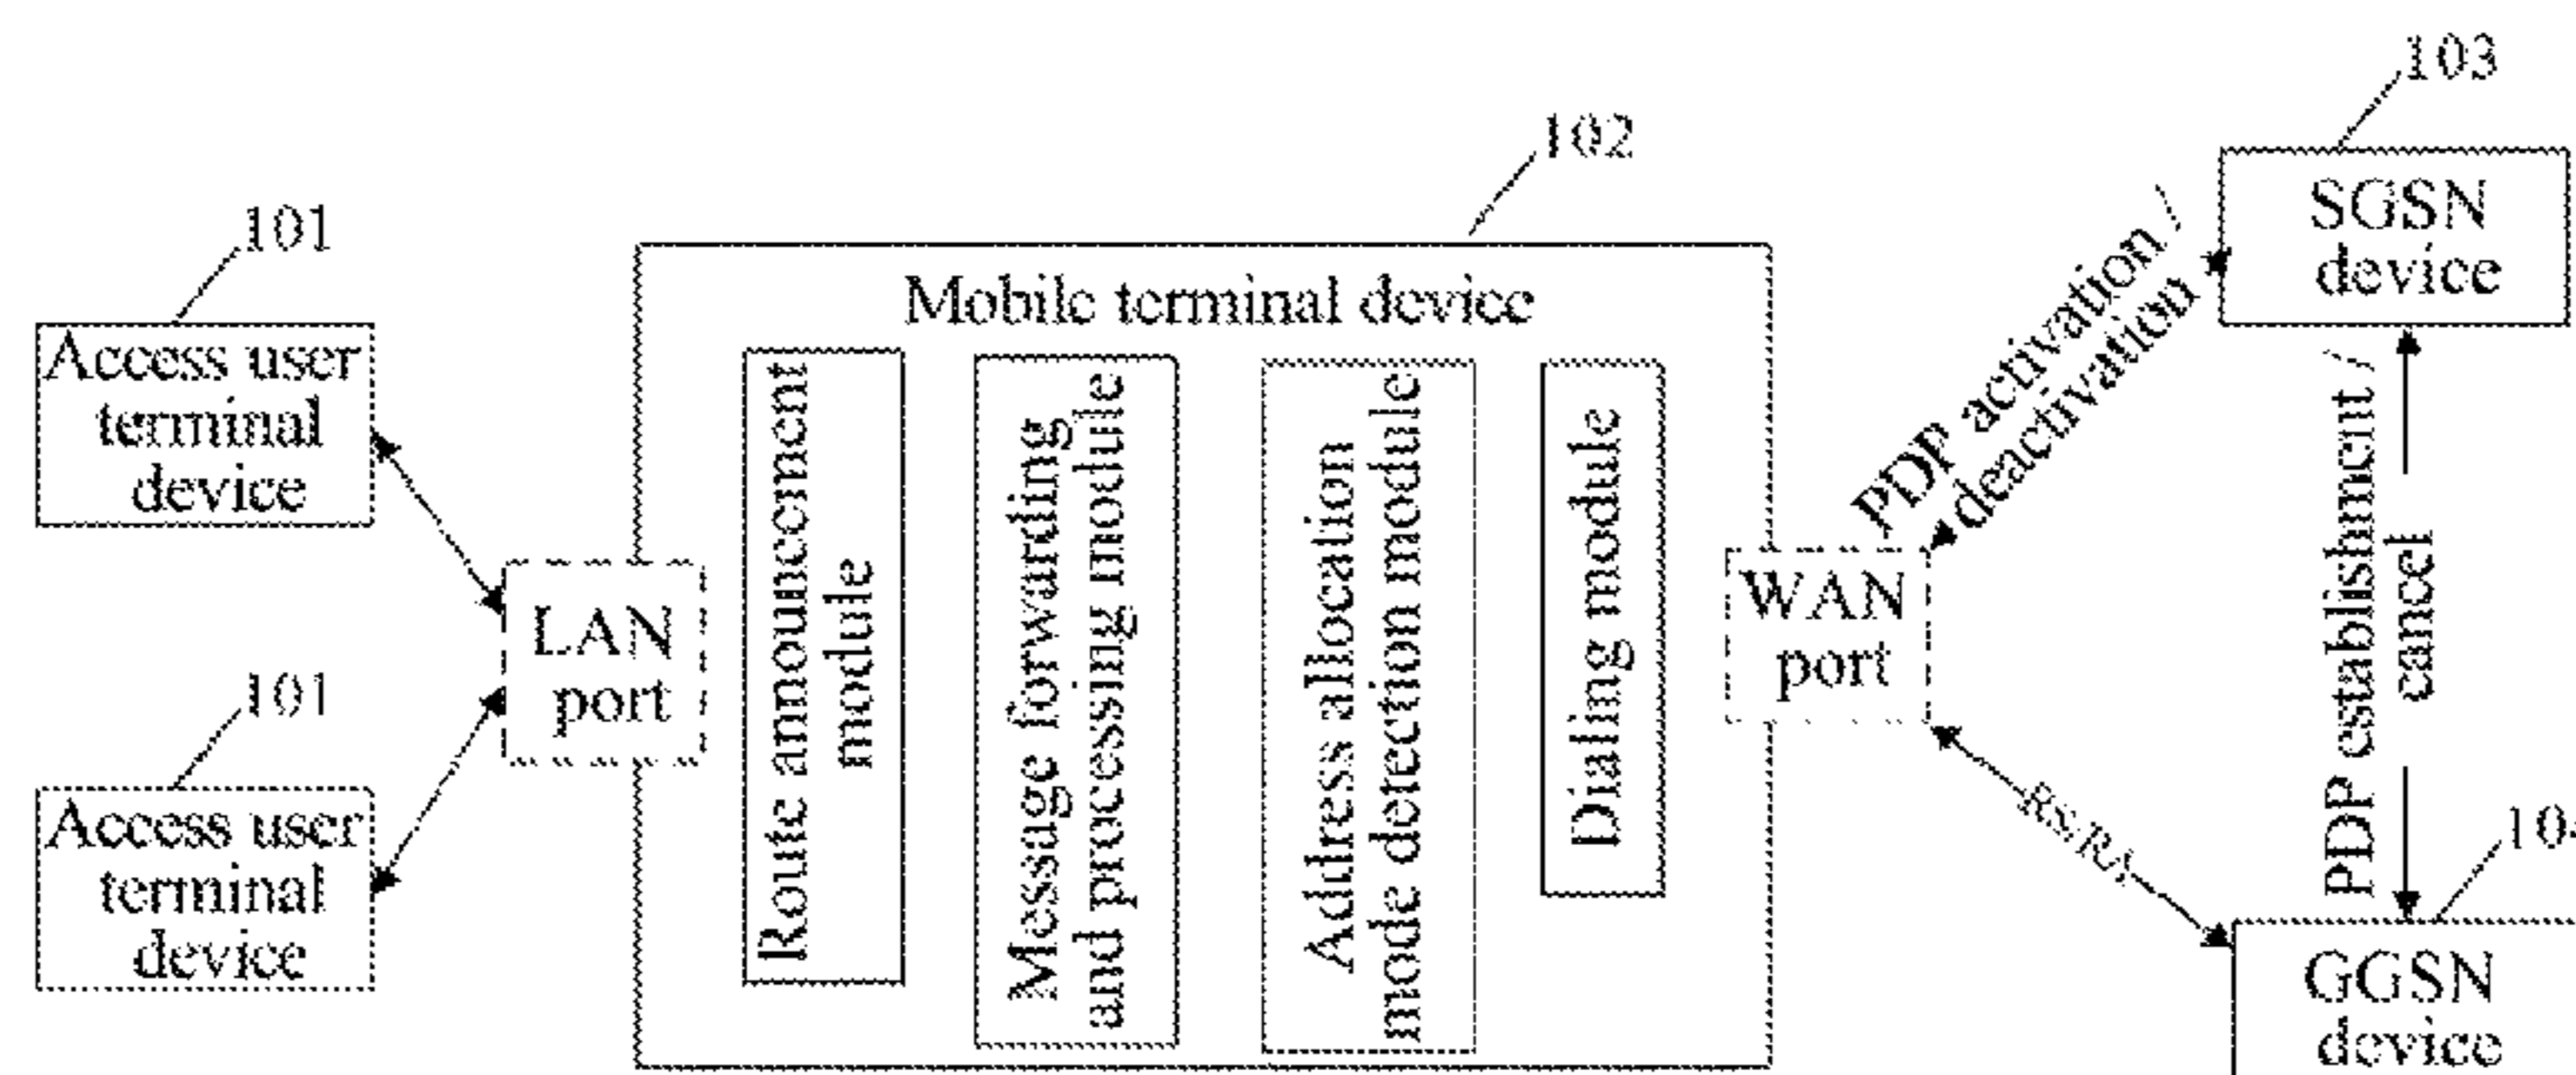 103
102
101
SGSN
device
PDP activation /
deactivation
Mobile terminal device
Access user
terminal
device
Route announcement
module
Message forwarding
and processing module
Address allocation
mode detection module
Dialing module
LAN
port
WAN
port
PDP establishment /
cancel
101
Access user
terminal
device
RS/RA
GGSN
device